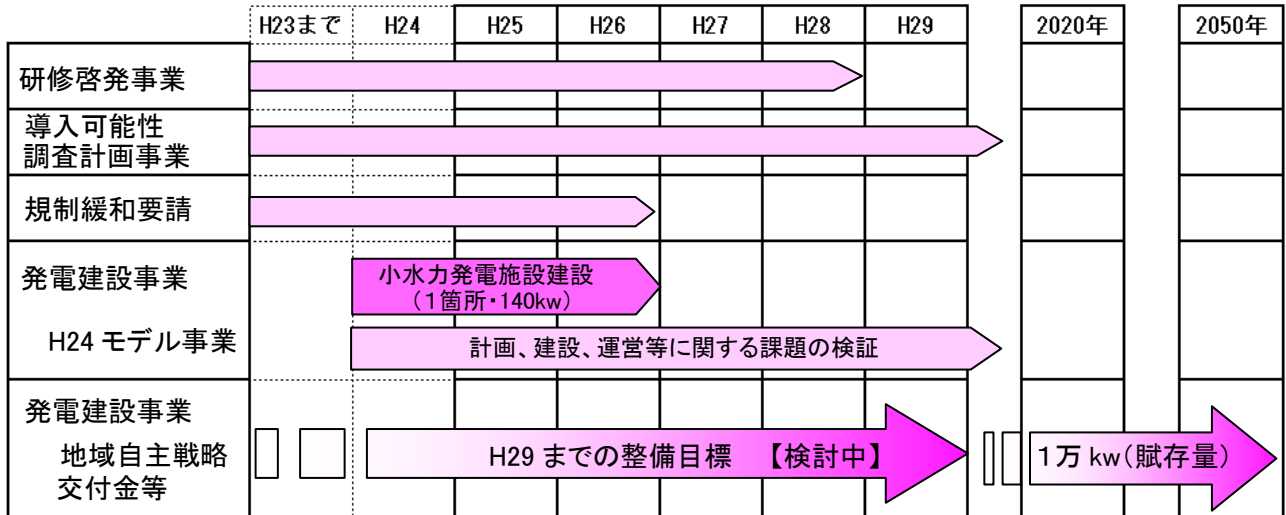 H23まで H24 H25 H26 H27 H28 H29 2020年 2050年
研修啓発事業
導入可能性
調査計画事業
規制緩和要請
発電建設事業
小水力発電施設建設
（1箇所・140kw）
H24 モデル事業
計画、建設、運営等に関する課題の検証
発電建設事業
地域自主戦略
交付金等
H29 までの整備目標 【検討中】
1万 kw（賦存量）